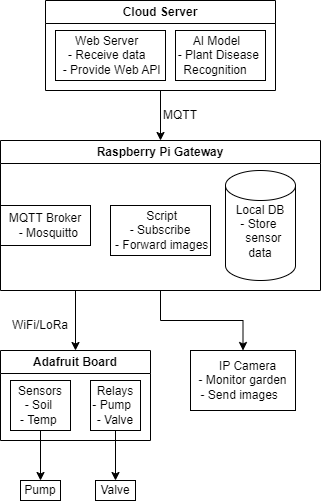 Cloud Server
Web Server
- Receive data
- Provide Web API
AI Model
- Plant Disease
Recognition
MQTT
Raspberry Pi Gateway
MQTT Broker
- Mosquitto
Script
- Subscribe
- Forward images
Local DB
- Store
sensor
data
WiFi/LoRa
Adafruit Board
Sensors
- Soil
- Temp
Relays
- Pump
- Valve
IP Camera
- Monitor garden
- Send images
Pump
Valve